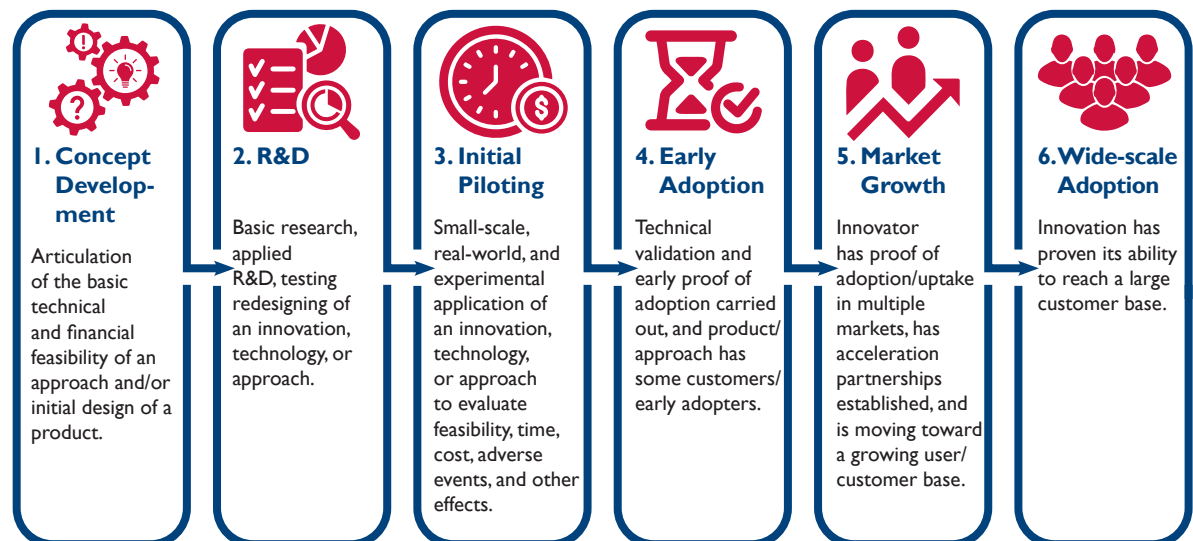 1. Concept
Develop-
ment
Articulation
of the basic
technical
and financial
feasibility of an
approach and/or
initial design of a
product.
2. R&D
Basic research,
applied
R&D, testing
redesigning of
an innovation,
technology, or
approach.
$
3. Initial
Piloting
Small-scale,
real-world, and
experimental
application of
an innovation,
technology,
or approach
to evaluate
feasibility, time,
cost, adverse
events, and other
effects.
4. Early
Adoption
Technical
validation and
early proof of
adoption carried
out, and product/
approach has
some customers/
early adopters.
5. Market
Growth
Innovator
has proof of
adoption/uptake
in multiple
markets, has
acceleration
partnerships
established, and
is moving toward
a growing user/
customer base.
6. Wide-scale
Adoption
Innovation has
proven its ability
to reach a large
customer base.